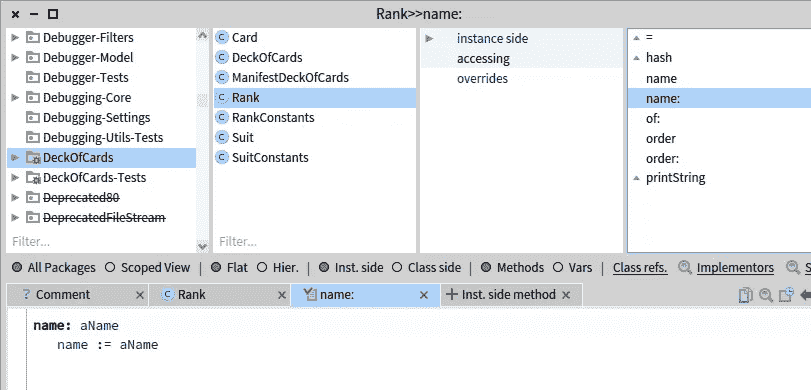 Rank>>name:
Debugger-Filters
Debugger-Model
Debugger-Tests
Debugging-Core
Debugging-Settings
Debugging-Utils-Tests
DeckOfCards
DeckOfCards-Tests
Deprecated80
DeprecatedFileStream
Filter...
Card
DeckOfCards
ManifestDeckOfCards
Rank
RankConstants
Suit
SuitConstants
Filter...
instance side
accessing
overrides
=
hash
name
name:
of:
order
order:
printString
All Packages Scoped View | Flat Hier. | Inst. side Class side | Methods Vars | Class refs. Implementors S
? Comment × C Rank × name: × + Inst. side method ×
name: aName
name := aName